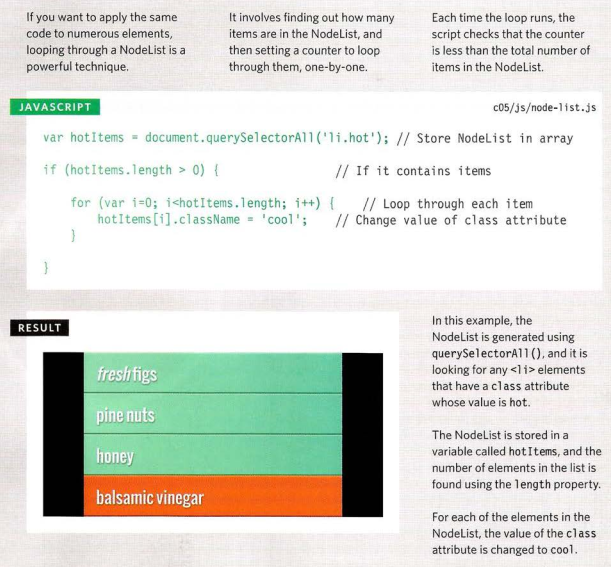 If you want to apply the same
code to numerous elements,
looping through a NodeList is a
powerful technique.
It involves finding out how many
items are in the NodeList, and
then setting a counter to loop
through them, one-by-one.
Each time the loop runs, the
script checks that the counter
is less than the total number of
items in the NodeList.
JAVASCRIPT
c05/js/node-list.js
var hotItems = document.querySelectorAll('li.hot'); // Store NodeList in array
if (hotItems.length > 0) { // If it contains items
for (var i=0; i<hotItems.length; i++) { // Loop through each item
hotItems[i].className = 'cool'; // Change value of class attribute
}
}
RESULT
fresh figs
pine nuts
honey
balsamic vinegar
In this example, the
NodeList is generated using
querySelectorAll(), and it is
looking for any <li> elements
that have a class attribute
whose value is hot.
The NodeList is stored in a
variable called hotItems, and the
number of elements in the list is
found using the length property.
For each of the elements in the
NodeList, the value of the class
attribute is changed to cool.